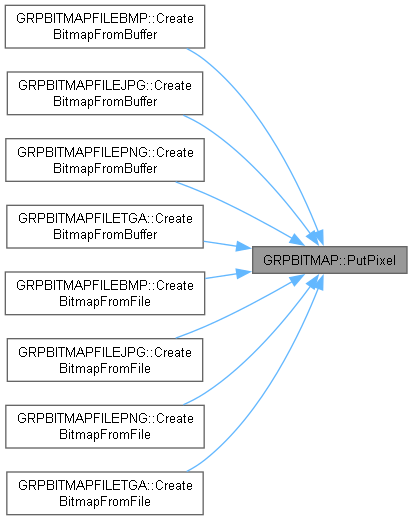 GRPBITMAPFILEBMP::Create
BitmapFromBuffer
GRPBITMAPFILEJPG::Create
BitmapFromBuffer
GRPBITMAPFILEPNG::Create
BitmapFromBuffer
GRPBITMAPFILETGA::Create
BitmapFromBuffer
GRPBITMAP::PutPixel
GRPBITMAPFILEBMP::Create
BitmapFromFile
GRPBITMAPFILEJPG::Create
BitmapFromFile
GRPBITMAPFILEPNG::Create
BitmapFromFile
GRPBITMAPFILETGA::Create
BitmapFromFile